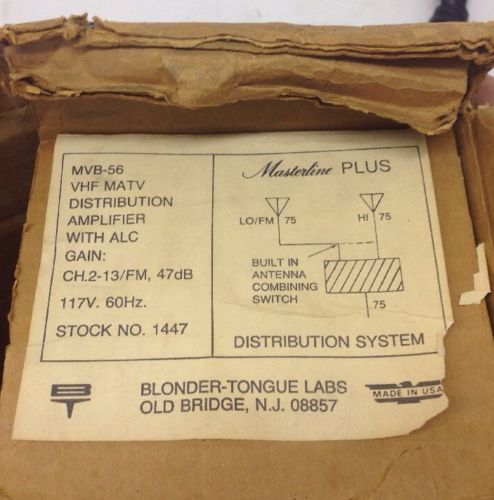 MVB-56
VHF MATV
DISTRIBUTION
AMPLIFIER
WITH ALC
GAIN:
CH.2-13/FM, 47dB
117V. 60Hz.
STOCK NO. 1447
Masterline PLUS
LO/FM 75
HI 75
BUILT IN
ANTENNA
COMBINING
SWITCH
75
DISTRIBUTION SYSTEM
BT
BLONDER-TONGUE LABS
OLD BRIDGE, N.J. 08857
MADE IN USA